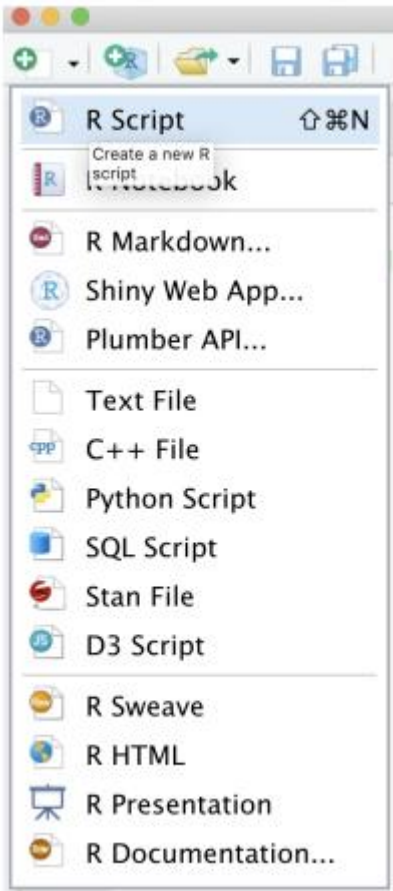 R Script ⇧⌘N
Create a new R
script
R Notebook
R Markdown...
Shiny Web App...
Plumber API...
Text File
C++ File
Python Script
SQL Script
Stan File
D3 Script
R Sweave
R HTML
R Presentation
R Documentation...